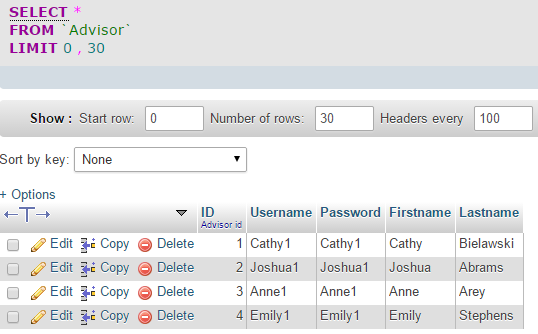 SELECT *
FROM `Advisor`
LIMIT 0 , 30
Show : Start row: 0 Number of rows: 30 Headers every 100
Sort by key: None
+ Options
←T→ ID Username Password Firstname Lastname
Advisor id
Edit Copy Delete 1 Cathy1 Cathy1 Cathy Bielawski
Edit Copy Delete 2 Joshua1 Joshua1 Joshua Abrams
Edit Copy Delete 3 Anne1 Anne1 Anne Arey
Edit Copy Delete 4 Emily1 Emily1 Emily Stephens